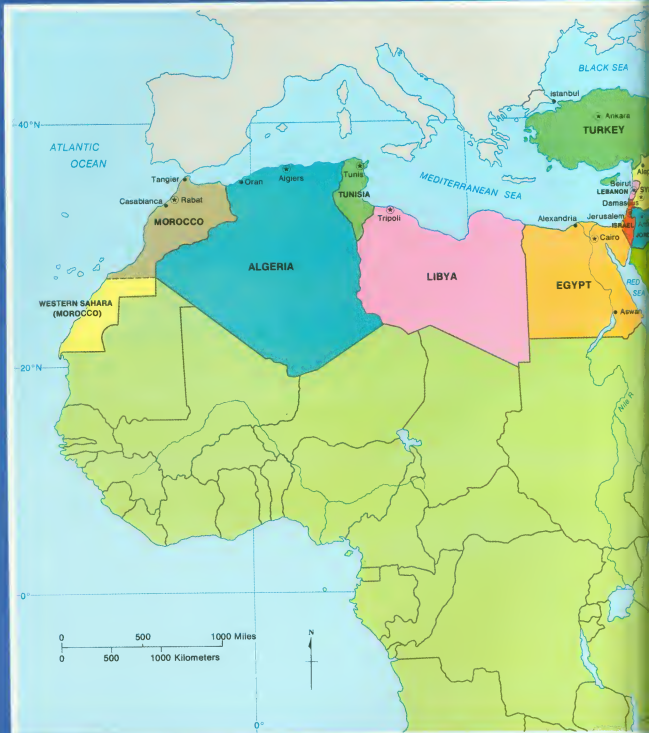 BLACK SEA
Istanbul
40°N
Ankara
TURKEY
ATLANTIC
OCEAN
Tunis
Algiers
Oran
Tangier
MEDITERRANEAN SEA
Beirut
LEBANON
Damascus
TUNISIA
Casablanca
Rabat
Tripoli
MOROCCO
Alexandria
Jerusalem
ISRAEL
Cairo
ALGERIA
LIBYA
EGYPT
RED
SEA
WESTERN SAHARA
(MOROCCO)
Aswan
20°N
Nile R
0°
0
0 500 1000 Miles
0 500 1000 Kilometers
N
0°